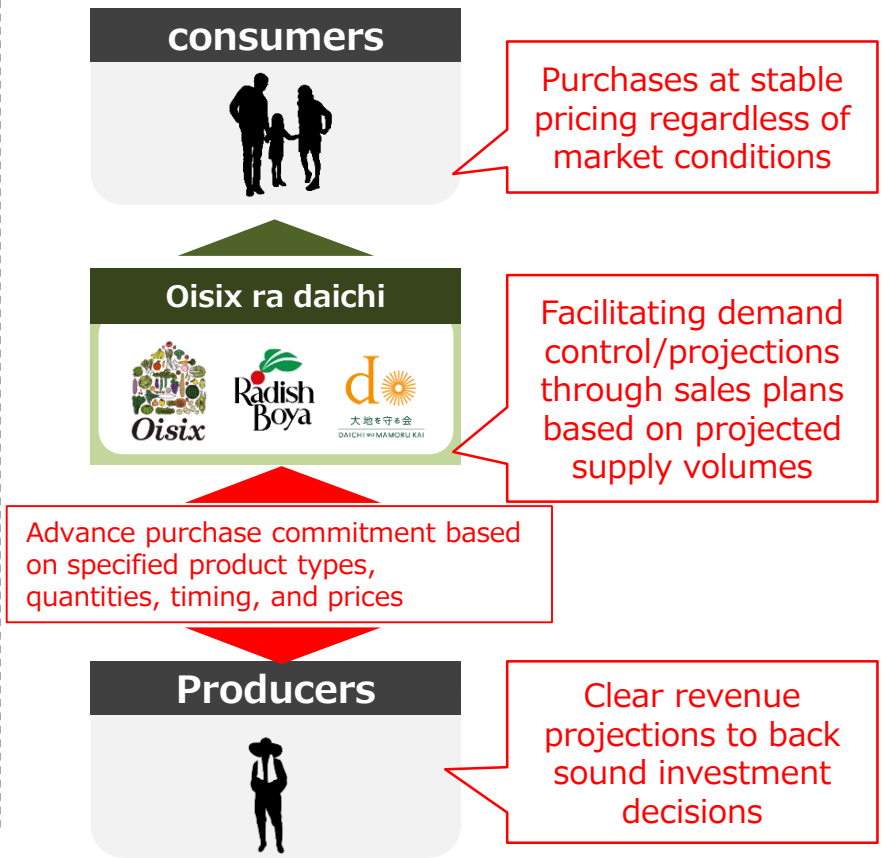 consumers
Purchases at stable
pricing regardless of
market conditions
Oisix ra daichi
Oisix
Radish
Boya
do
大地を守る会
DAICHI WO MAMORU KAI
Facilitating demand
control/projections
through sales plans
based on projected
supply volumes
Advance purchase commitment based
on specified product types,
quantities, timing, and prices
Producers
Clear revenue
projections to back
sound investment
decisions